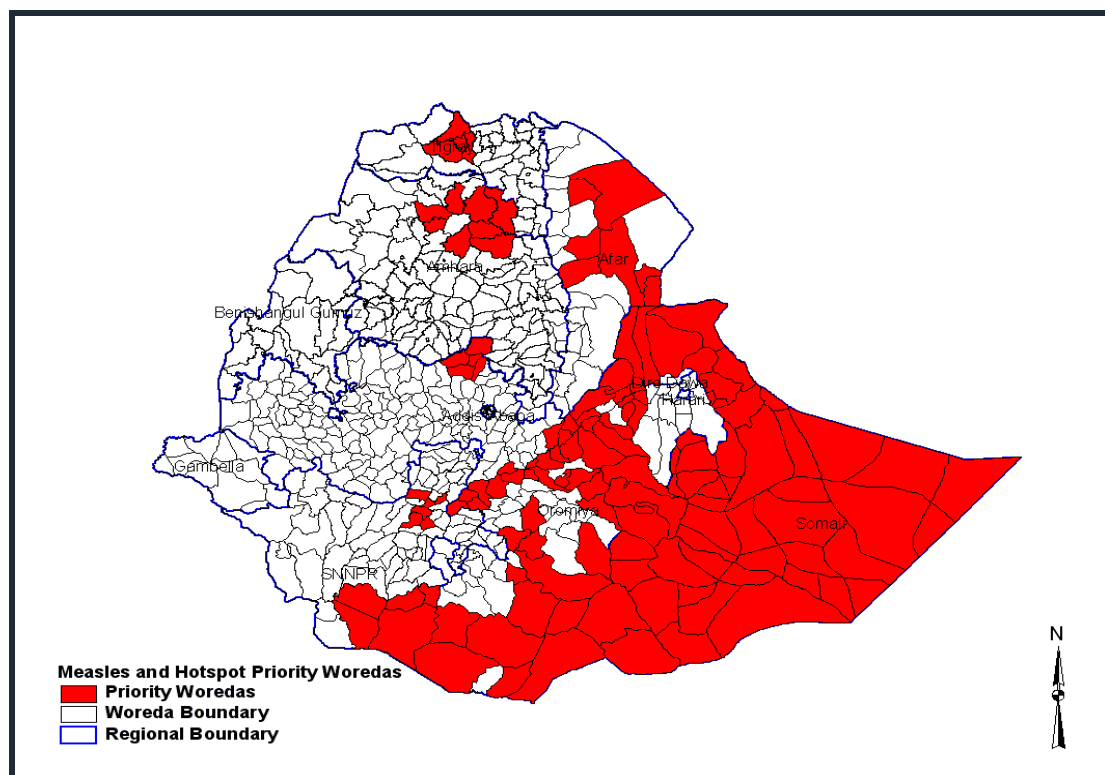 Tigray
Afar
Amhara
Benishangul Gumuz
Dire Dawa
Harari
Addis Ababa
Gambella
Oromiya
Somali
SNNPR
N
Measles and Hotspot Priority Woredas
Priority Woredas
Woreda Boundary
Regional Boundary